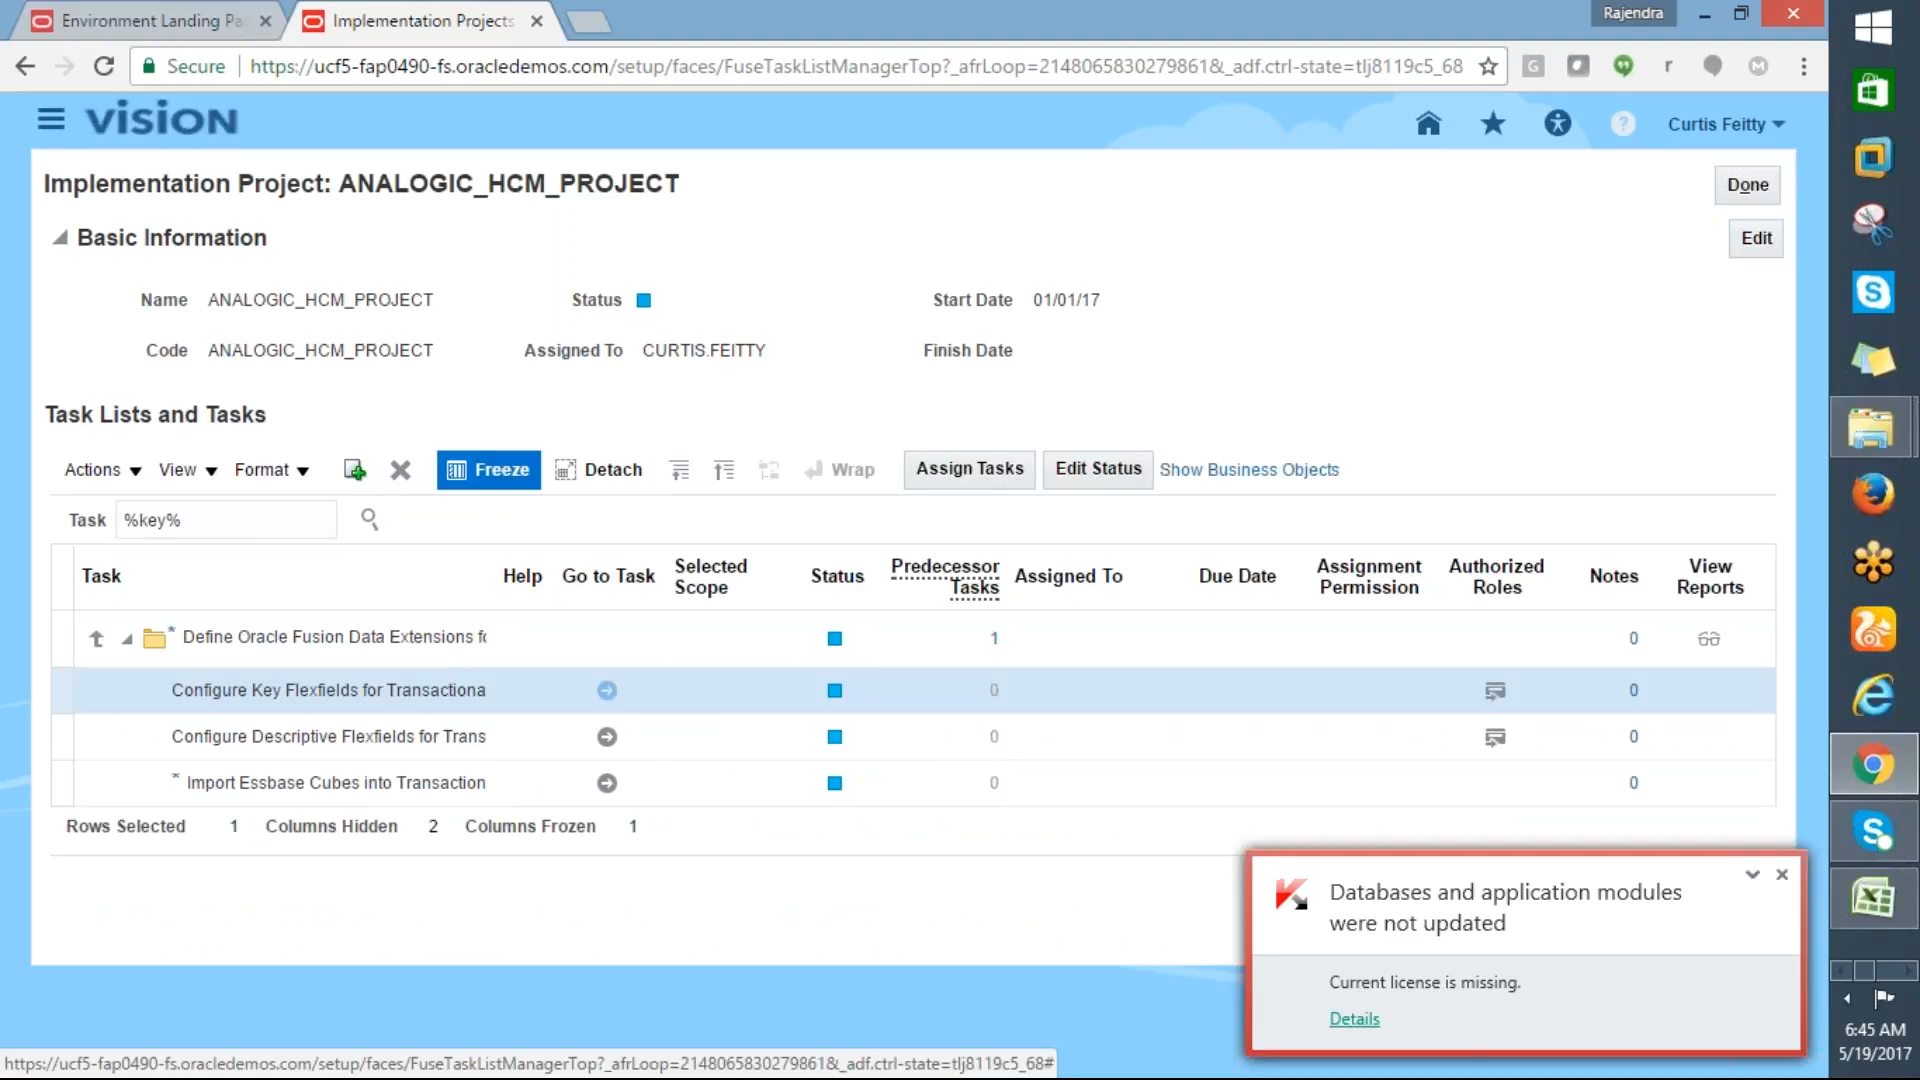 Environment Landing Pa
Implementation Projects
Rajendra
Secure
https://ucf5-fap0490-fs.oracledemos.com/setup/faces/FuseTaskListManagerTop?_afrLoop=2148065830279861&_adf.ctrl-state=tlj8119c5_68
VISION
Curtis Feitty
Implementation Project: ANALOGIC_HCM_PROJECT
Done
Basic Information
Edit
Name ANALOGIC_HCM_PROJECT Status Start Date 01/01/17
Code ANALOGIC_HCM_PROJECT Assigned To CURTIS.FEITTY Finish Date
Task Lists and Tasks
Actions View Format Freeze Detach Wrap Assign Tasks Edit Status Show Business Objects
Task %key%
Task Help Go to Task Selected Scope Status Predecessor Tasks Assigned To Due Date Assignment Permission Authorized Roles Notes View Reports
* Define Oracle Fusion Data Extensions fo 1 0
Configure Key Flexfields for Transactiona 0 0
Configure Descriptive Flexfields for Trans 0 0
* Import Essbase Cubes into Transaction 0 0
Rows Selected 1 Columns Hidden 2 Columns Frozen 1
Databases and application modules
were not updated
Current license is missing.
Details
6:45 AM
5/19/2017
https://ucf5-fap0490-fs.oracledemos.com/setup/faces/FuseTaskListManagerTop?_afrLoop=2148065830279861&_adf.ctrl-state=tlj8119c5_68#